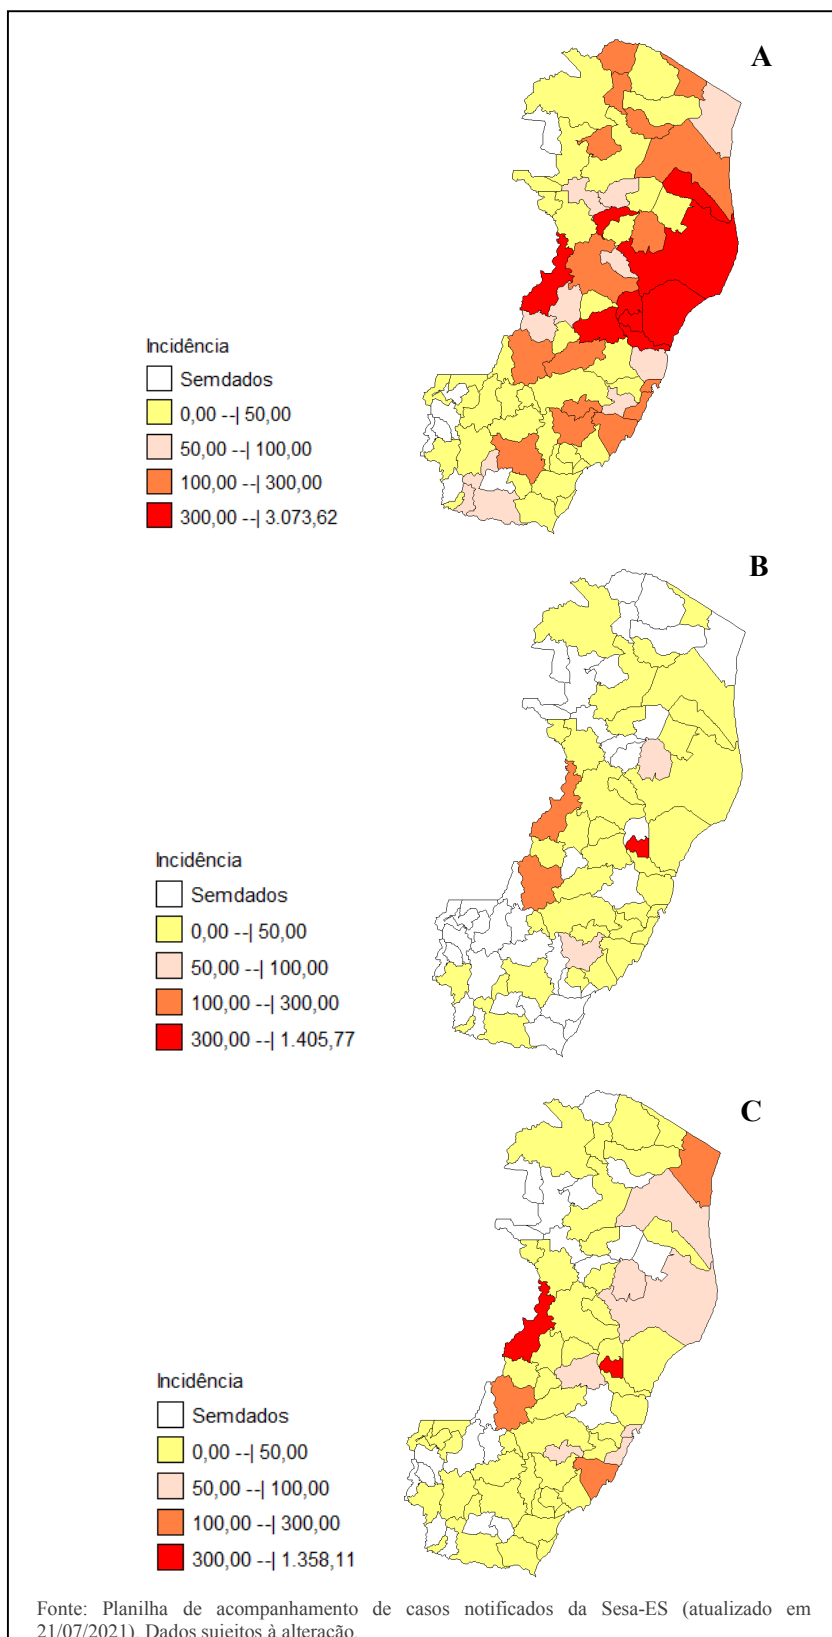 A
Incidência
Semdados
0,00 --| 50,00
50,00 --| 100,00
100,00 --| 300,00
300,00 --| 3.073,62
B
Incidência
Semdados
0,00 --| 50,00
50,00 --| 100,00
100,00 --| 300,00
300,00 --| 1.405,77
C
Incidência
Semdados
0,00 --| 50,00
50,00 --| 100,00
100,00 --| 300,00
300,00 --| 1.358,11
Fonte: Planilha de acompanhamento de casos notificados da Sesa-ES (atualizado em
21/07/2021). Dados sujeitos à alteração.